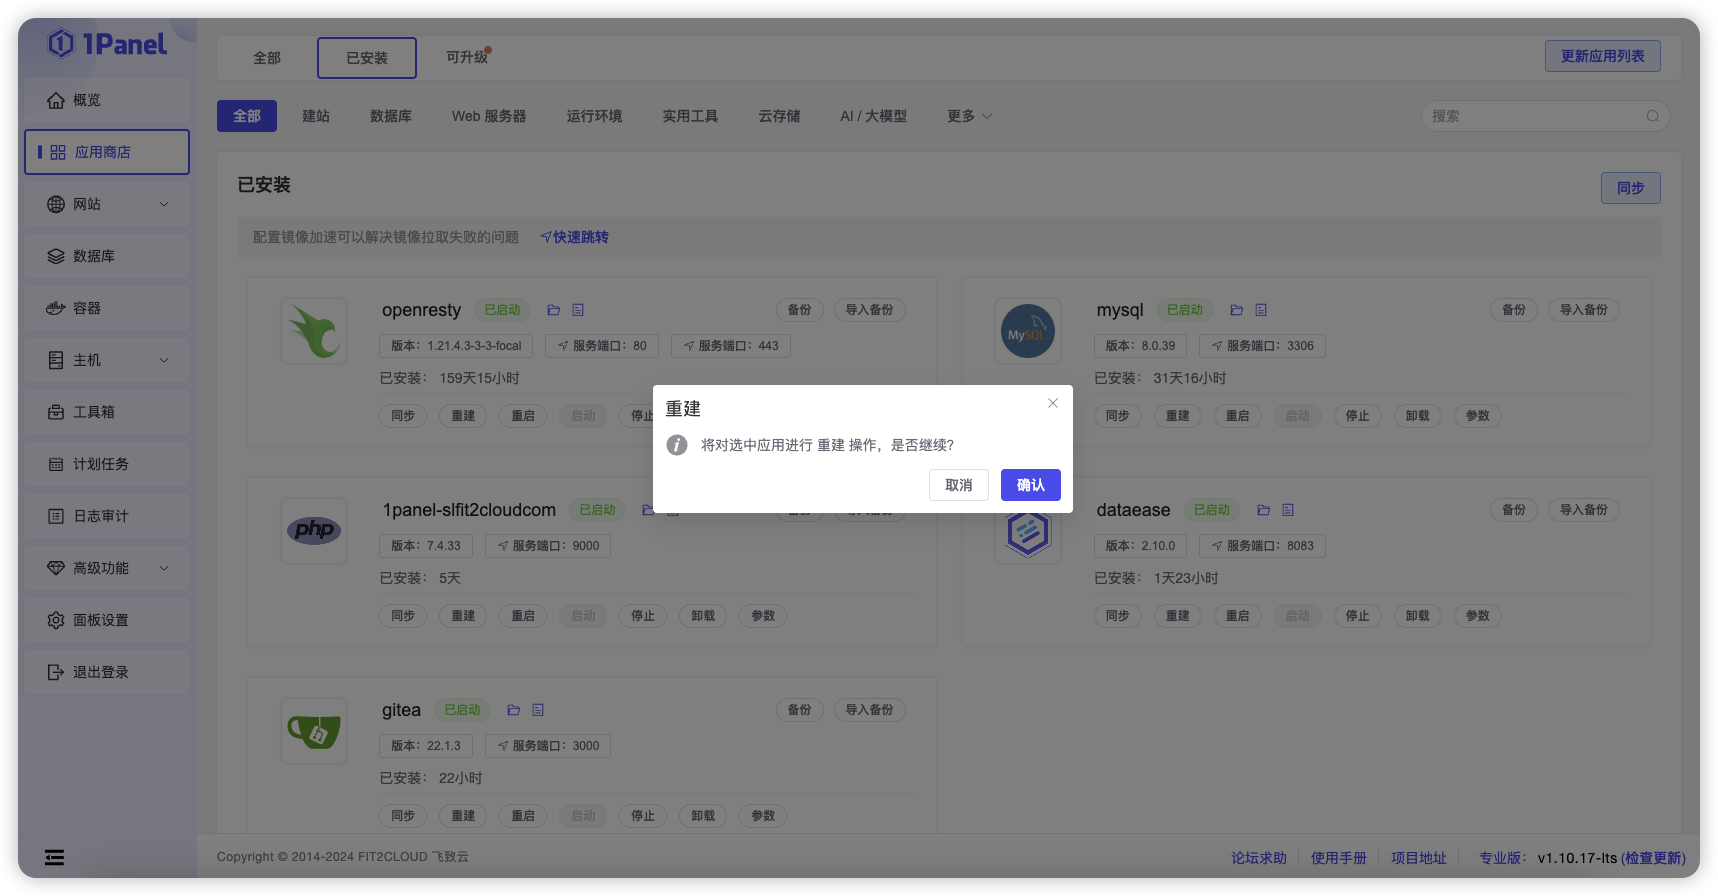 1Panel
概览
应用商店
网站
数据库
容器
主机
工具箱
计划任务
日志审计
高级功能
面板设置
退出登录
全部 已安装 可升级 更新应用列表
全部 建站 数据库 Web 服务器 运行环境 实用工具 云存储 AI / 大模型 更多 搜索
已安装 同步
配置镜像加速可以解决镜像拉取失败的问题 快速跳转
openresty 已启动 备份 导入备份
版本：1.21.4.3-3-3-focal 服务端口：80 服务端口：443
已安装： 159天15小时
同步 重建 重启 启动 停止
MySQL
mysql 已启动 备份 导入备份
版本：8.0.39 服务端口：3306
已安装： 31天16小时
同步 重建 重启 启动 停止 卸载 参数
重建
将对选中应用进行 重建 操作，是否继续?
取消 确认
php
1panel-slfit2cloudcom 已启动
版本：7.4.33 服务端口：9000
已安装： 5天
同步 重建 重启 启动 停止 卸载 参数
dataease 已启动 备份 导入备份
版本：2.10.0 服务端口：8083
已安装： 1天23小时
同步 重建 重启 启动 停止 卸载 参数
gitea 已启动 备份 导入备份
版本：22.1.3 服务端口：3000
已安装： 22小时
同步 重建 重启 启动 停止 卸载 参数
Copyright © 2014-2024 FIT2CLOUD 飞致云
论坛求助 使用手册 项目地址 专业版： v1.10.17-lts (检查更新)